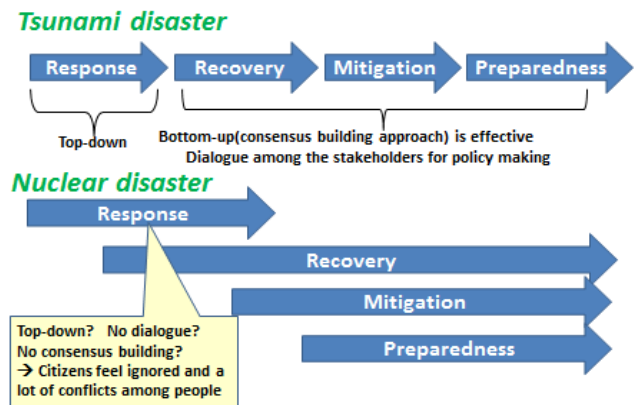 Tsunami disaster
Response Recovery Mitigation Preparedness
Top-down
Bottom-up(consensus building approach) is effective
Dialogue among the stakeholders for policy making
Nuclear disaster
Response
Recovery
Mitigation
Preparedness
Top-down? No dialogue?
No consensus building?
→ Citizens feel ignored and a
lot of conflicts among people